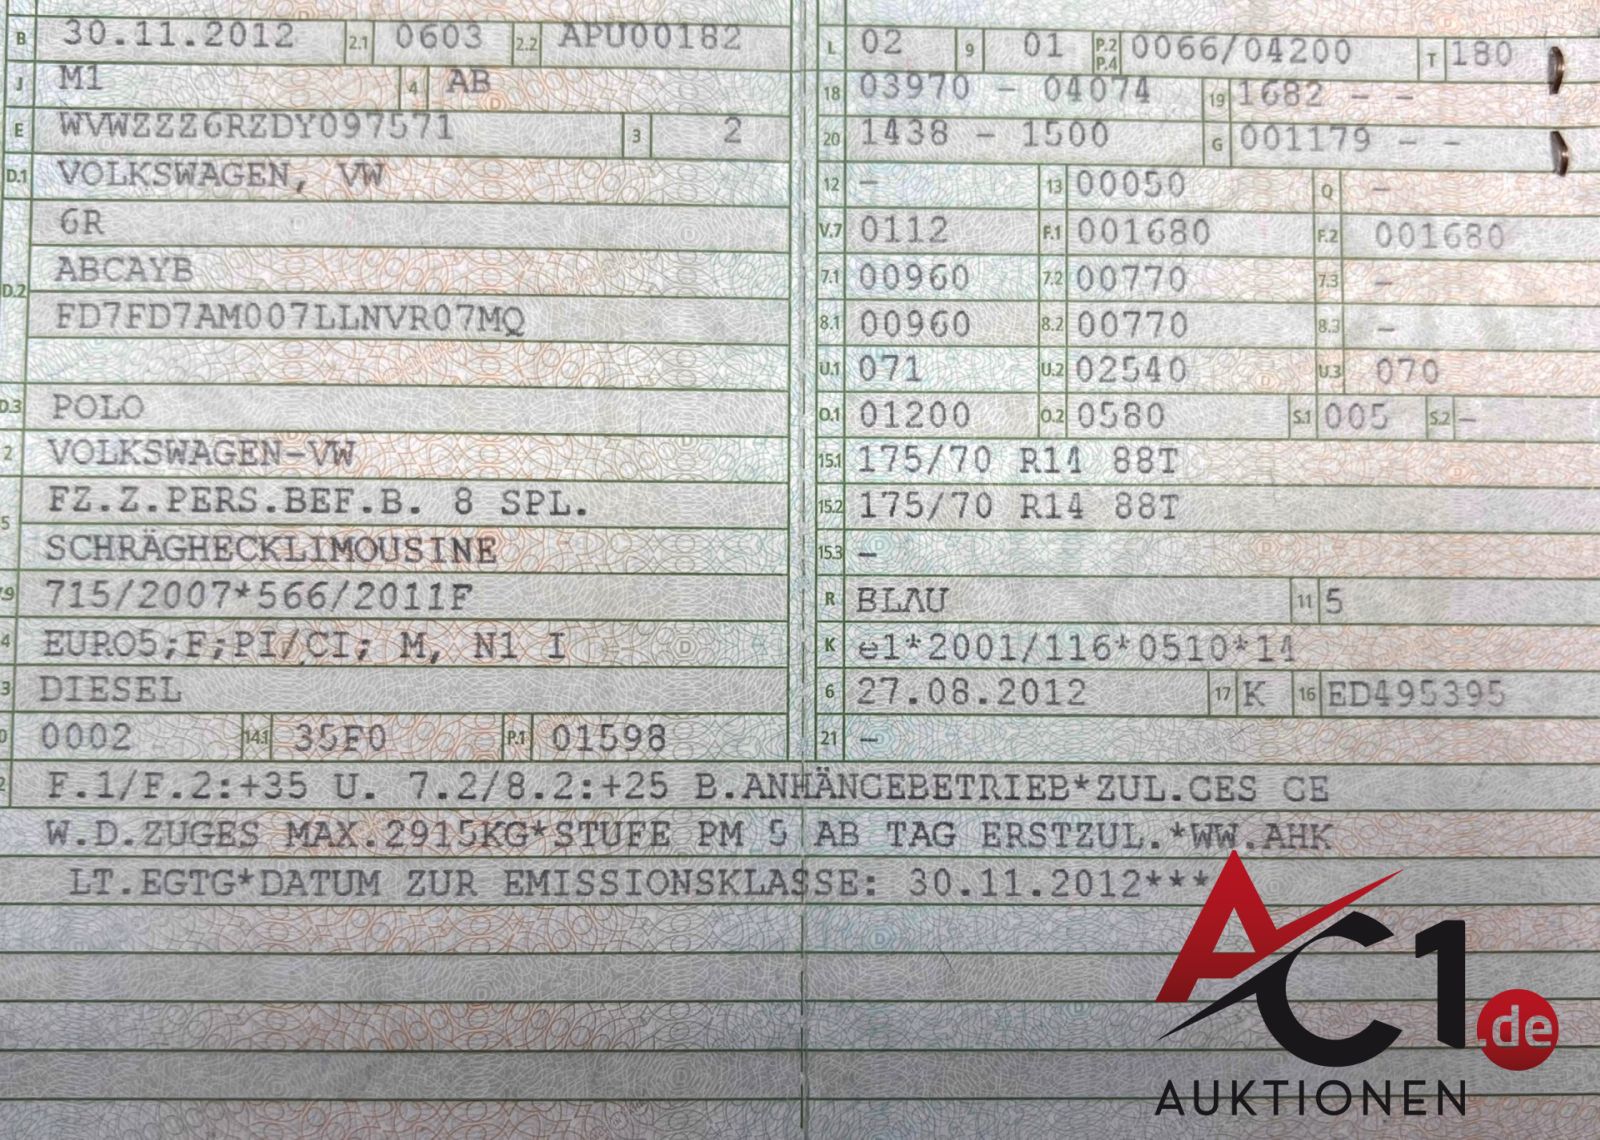 B 30.11.2012 2.1 0603 2.2 APU00182
J M1 4 AB
E WVWZZZ6RZDY097571 3 2
D.1 VOLKSWAGEN, VW
6R
D.2 ABCAYB
FD7FD7AM007LLNVR07MQ
D.3 POLO
2 VOLKSWAGEN-VW
5 FZ.Z.PERS.BEF.B. 8 SPL.
SCHRÄGHECKLIMOUSINE
V.9 715/2007*566/2011F
14 EURO5;F;PI/CI; M, N1 I
P.3 DIESEL
10 0002 14.1 35F0 P.1 01598
L 02 9 01 P.2 P.4 0066/04200 T 180
18 03970 - 04074 19 1682 - -
20 1438 - 1500 G 001179 - -
12 - 13 00050 Q -
V.7 0112 F.1 001680 F.2 001680
7.1 00960 7.2 00770 7.3 -
8.1 00960 8.2 00770 8.3 -
U.1 071 U.2 02540 U.3 070
O.1 01200 O.2 0580 S.1 005 S.2 -
15.1 175/70 R14 88T
15.2 175/70 R14 88T
15.3 -
R BLAU 11 5
K e1*2001/116*0510*14
6 27.08.2012 17 K 16 ED495395
21 -
22 F.1/F.2:+35 U. 7.2/8.2:+25 B.ANHÄNGEBETRIEB*ZUL.GES GE
W.D.ZUGES MAX.2915KG*STUFE PM 5 AB TAG ERSTZUL.*WW.AHK
LT.EGTG*DATUM ZUR EMISSIONSKLASSE: 30.11.2012***
AC1.de
AUKTIONEN